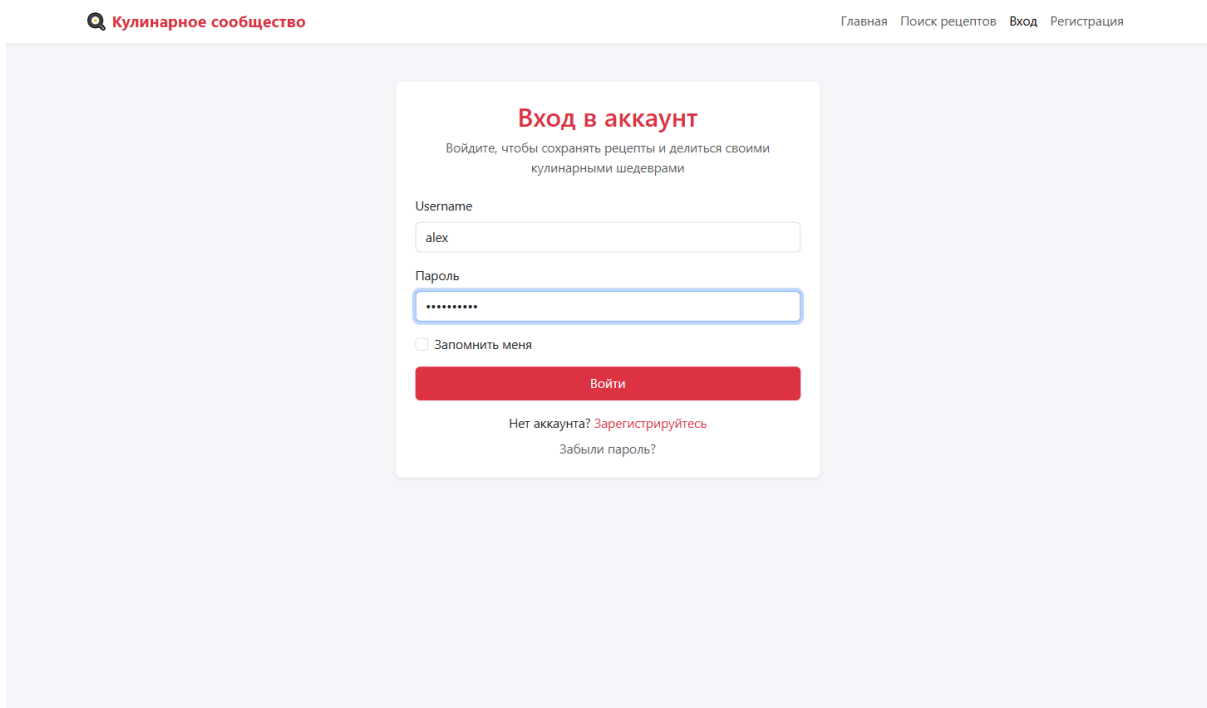 Кулинарное сообщество
Главная Поиск рецептов Вход Регистрация
Вход в аккаунт
Войдите, чтобы сохранять рецепты и делиться своими
кулинарными шедеврами
Username
alex
Пароль
••••••••••
Запомнить меня
Войти
Нет аккаунта? Зарегистрируйтесь
Забыли пароль?